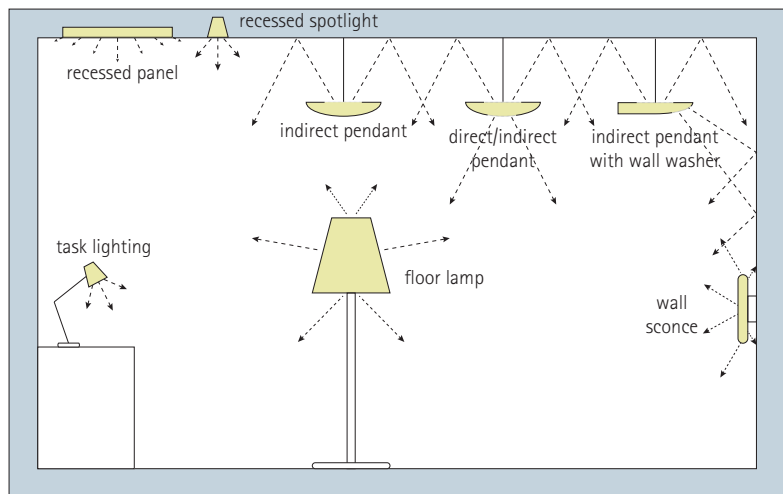 recessed spotlight
recessed panel
indirect pendant
direct/indirect
pendant
indirect pendant
with wall washer
task lighting
floor lamp
wall
sconce